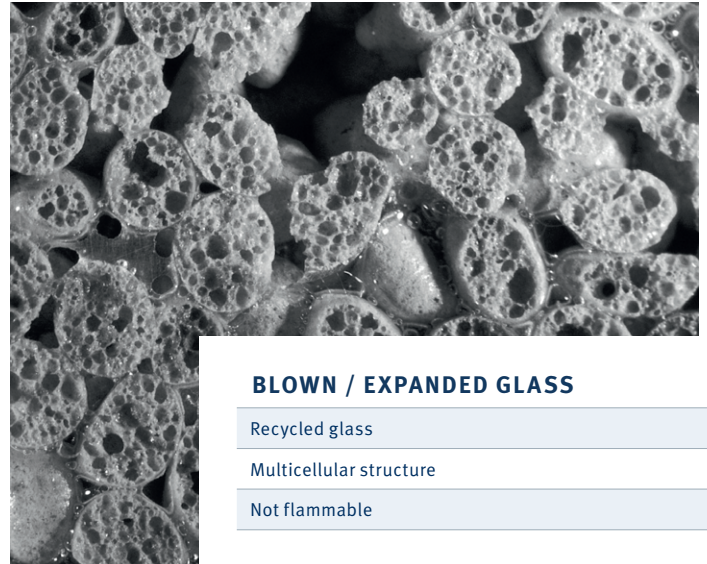 BLOWN / EXPANDED GLASS
Recycled glass
Multicellular structure
Not flammable